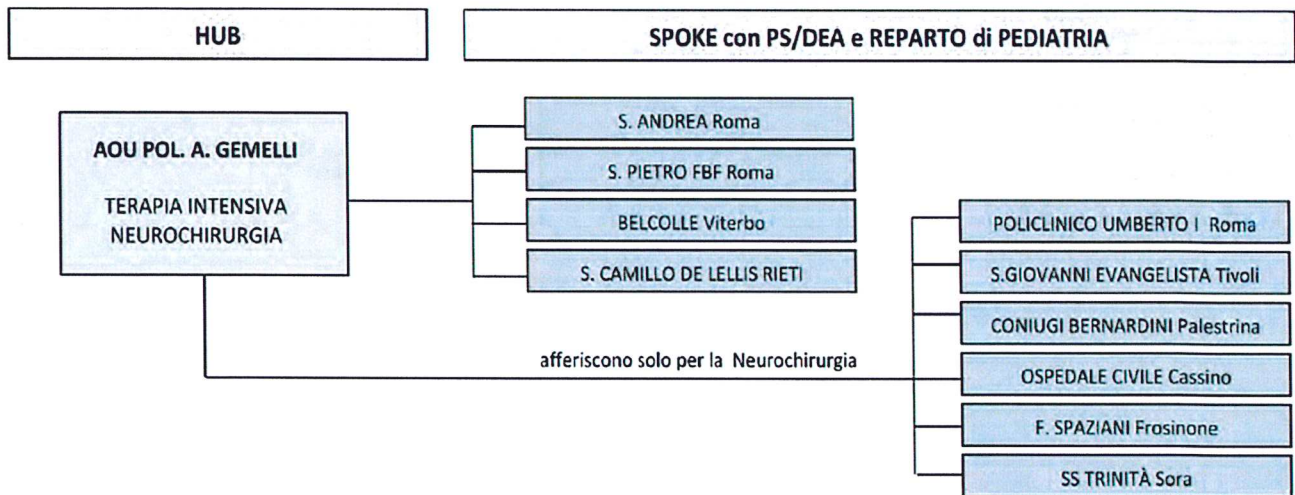 HUB
SPOKE con PS/DEA e REPARTO di PEDIATRIA
AOU POL. A. GEMELLI
TERAPIA INTENSIVA
NEUROCHIRURGIA
S. ANDREA Roma
S. PIETRO FBF Roma
BELCOLLE Viterbo
S. CAMILLO DE LELLIS RIETI
afferiscono solo per la Neurochirurgia
POLICLINICO UMBERTO I Roma
S.GIOVANNI EVANGELISTA Tivoli
CONIUGI BERNARDINI Palestrina
OSPEDALE CIVILE Cassino
F. SPAZIANI Frosinone
SS TRINITÀ Sora